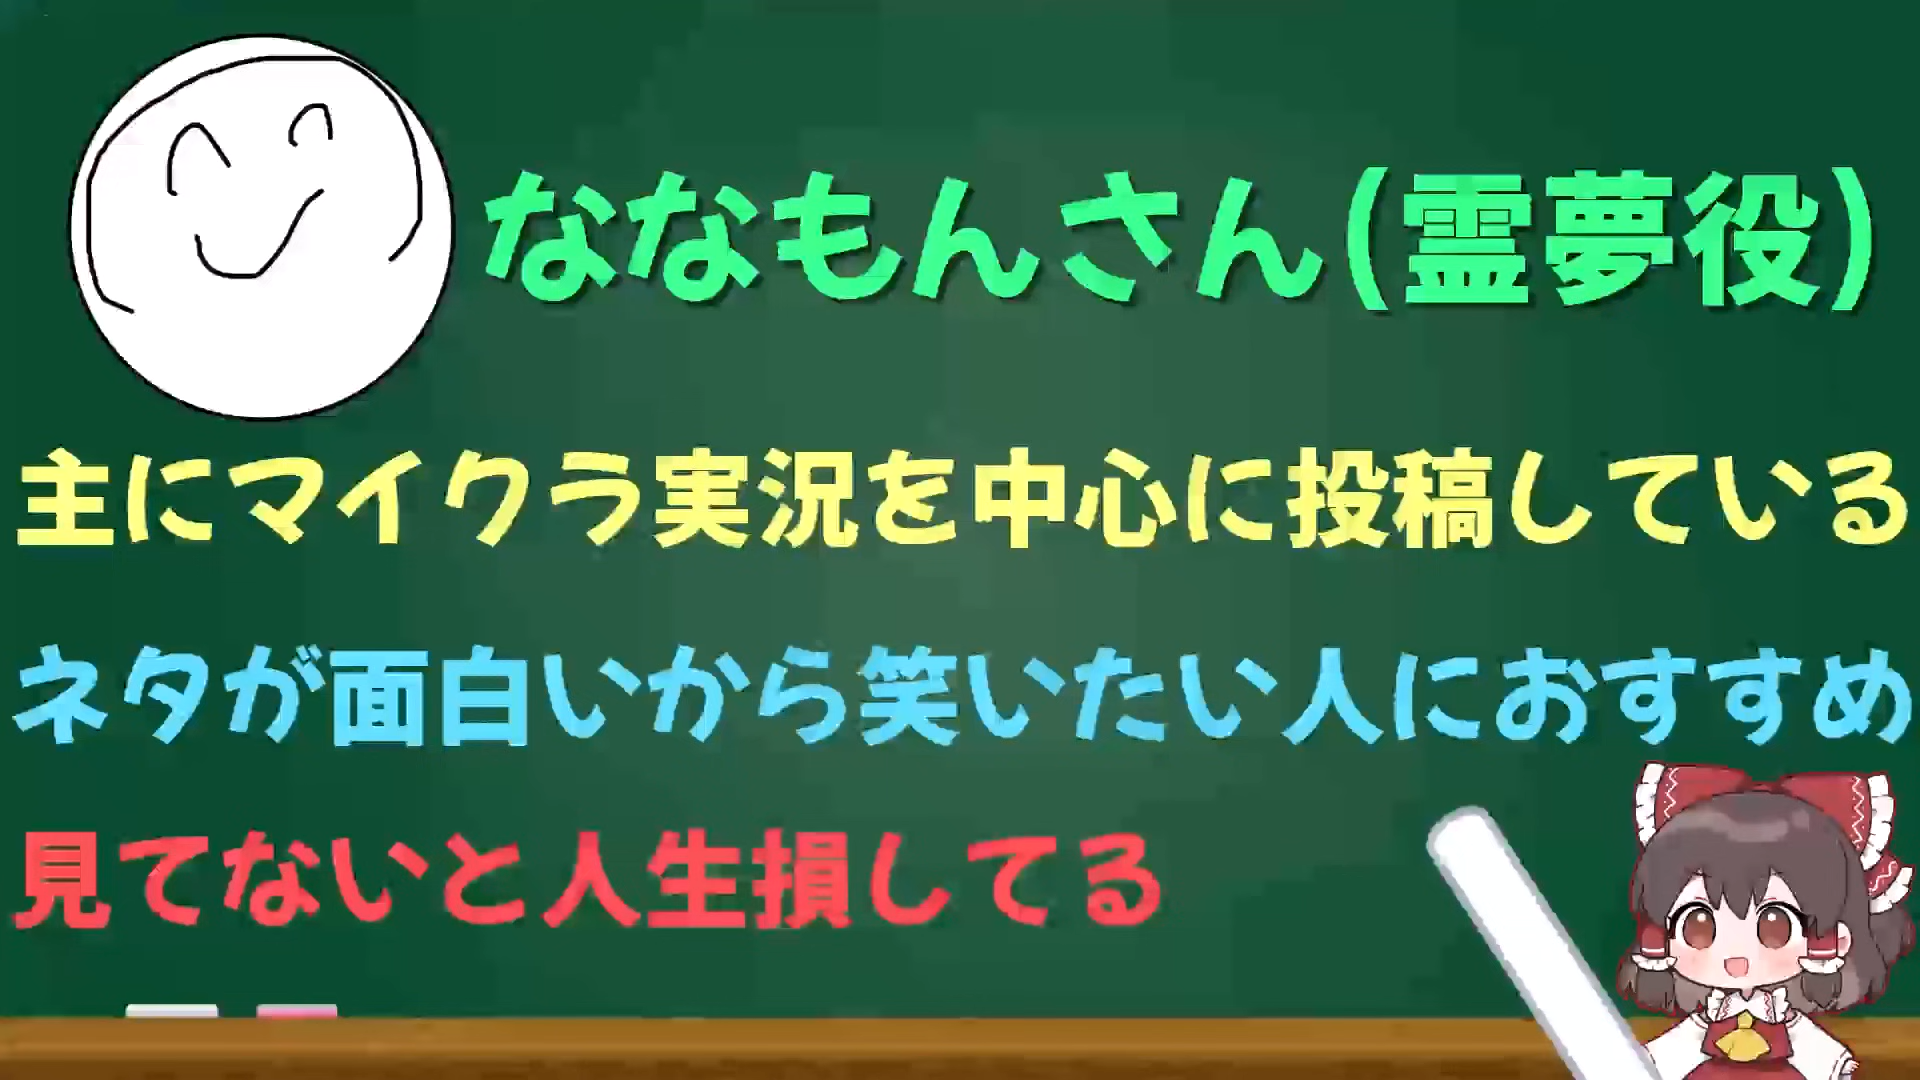 ななもんさん(霊夢役)
主にマイクラ実況を中心に投稿している
ネタが面白いから笑いたい人におすすめ
見てないと人生損してる